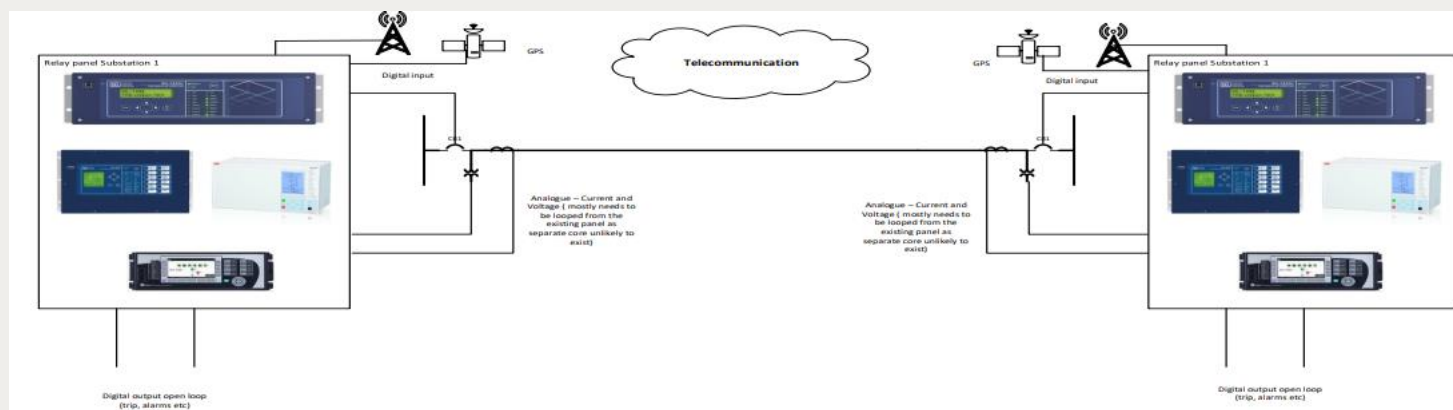 GPS
Relay panel Substation 1
Digital input
Telecommunication
GPS
Digital input
Relay panel Substation 1
Analogue – Current and
Voltage ( mostly needs to
be looped from the
existing panel as
separate core unlikely to
exist)
Analogue – Current and
Voltage ( mostly needs to
be looped from the
existing panel as
separate core unlikely to
exist)
Digital output open loop
(trip, alarms etc)
Digital output open loop
(trip, alarms etc)